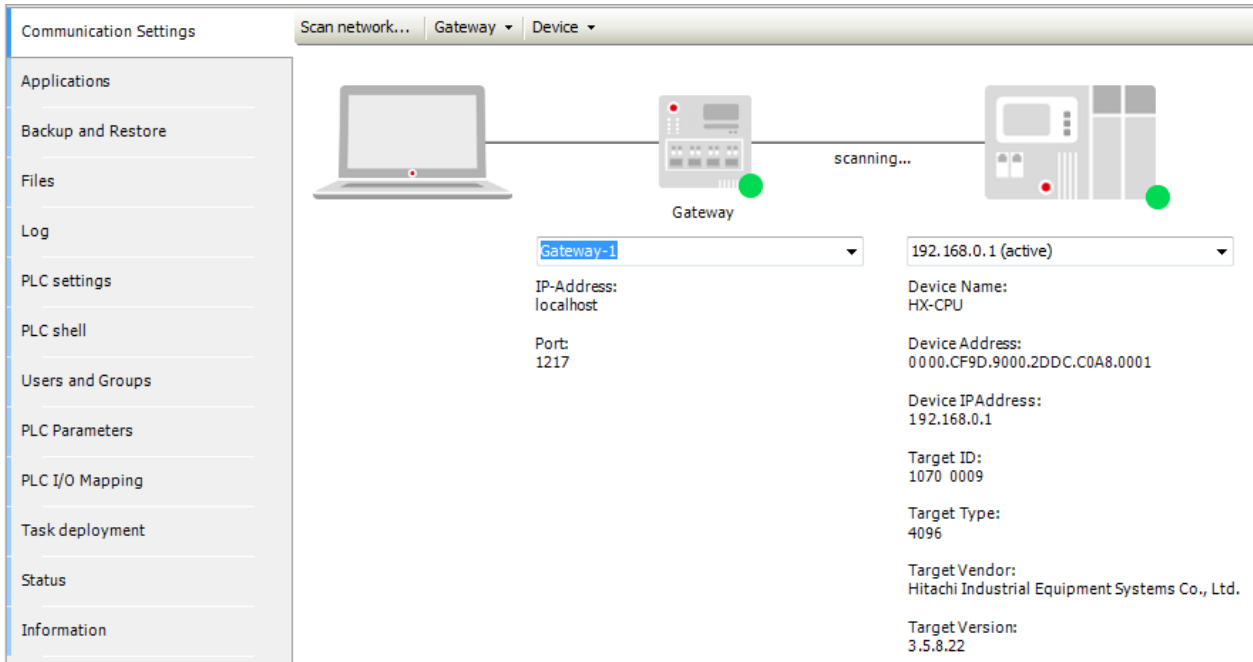 Communication Settings
Applications
Backup and Restore
Files
Log
PLC settings
PLC shell
Users and Groups
PLC Parameters
PLC I/O Mapping
Task deployment
Status
Information
Scan network... Gateway Device
scanning...
Gateway
Gateway-1
IP-Address:
localhost
Port:
1217
192.168.0.1 (active)
Device Name:
HX-CPU
Device Address:
0000.CF9D.9000.2DDC.C0A8.0001
Device IPAddress:
192.168.0.1
Target ID:
1070 0009
Target Type:
4096
Target Vendor:
Hitachi Industrial Equipment Systems Co., Ltd.
Target Version:
3.5.8.22